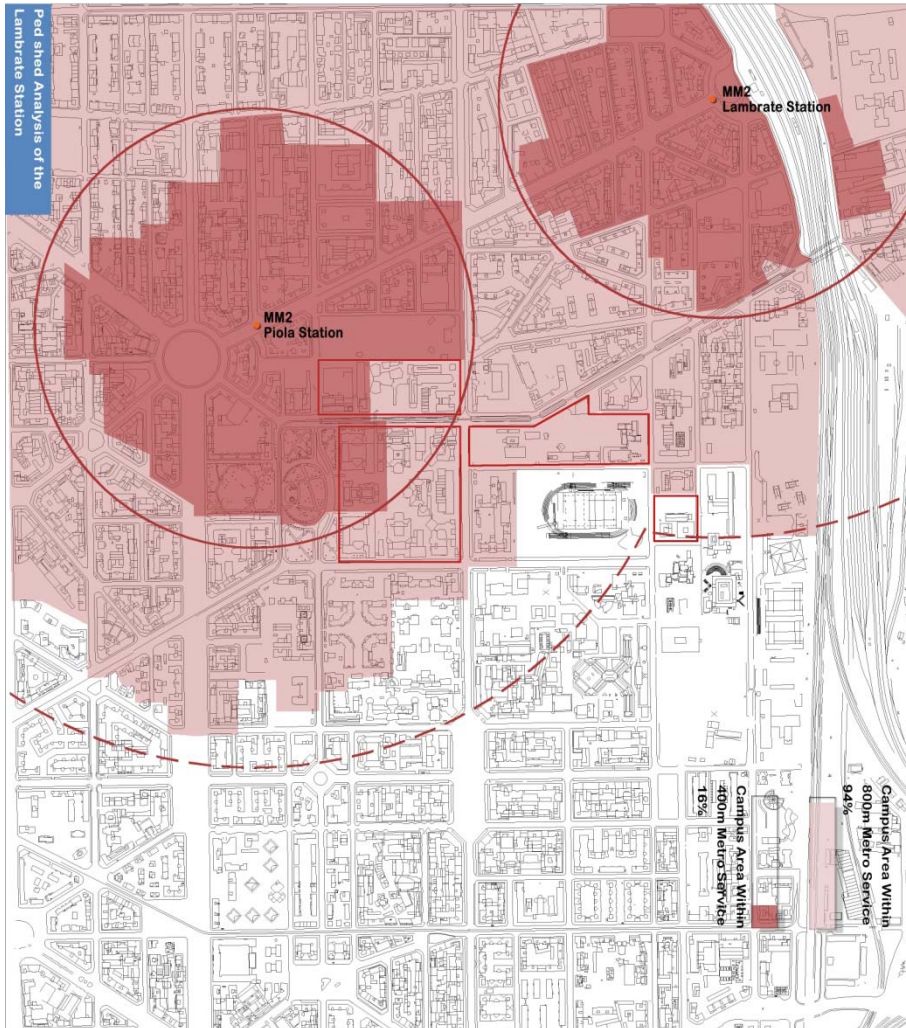 Ped shed Analysis of the
Lambrate Station
MM2
Lambrate Station
MM2
Piola Station
Campus Area Within
800m Metro Service
94%
Campus Area Within
400m Metro Service
16%